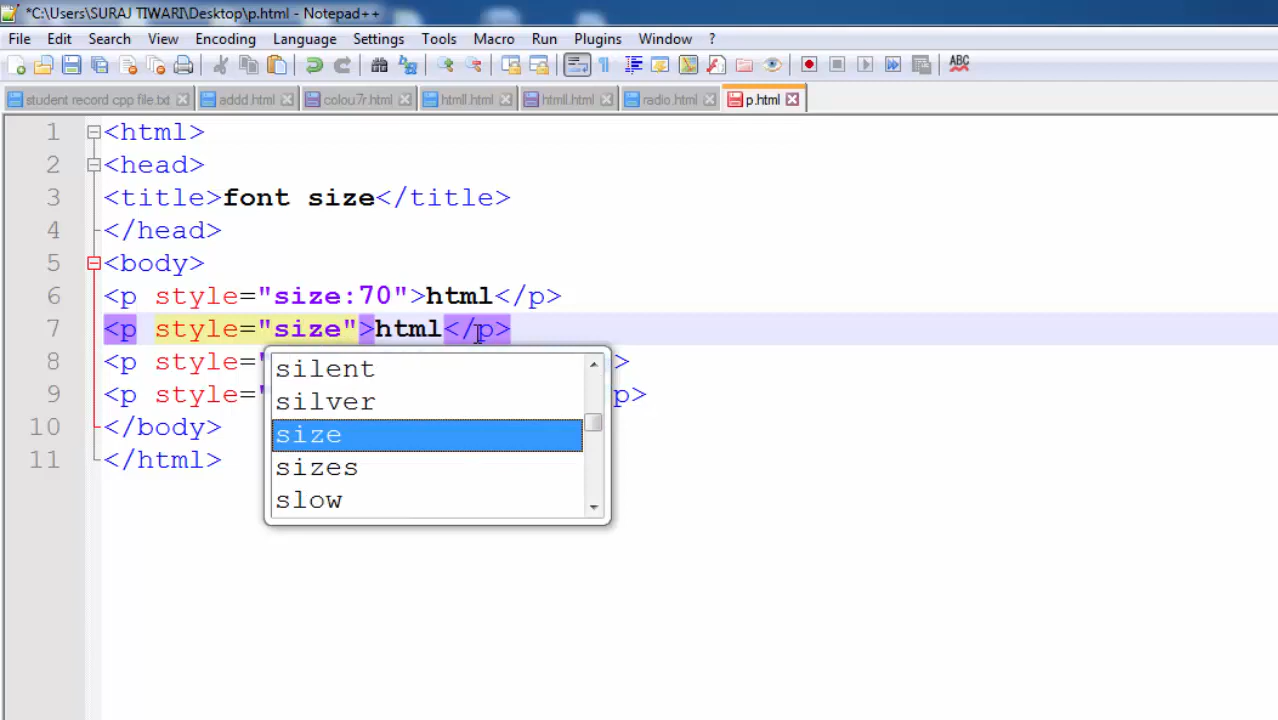 *C:\Users\SURAJ TIWARI\Desktop\p.html - Notepad++
File Edit Search View Encoding Language Settings Tools Macro Run Plugins Window ?
ABC
student record cpp file.txt addd.html colou7r.html htmll.html htmll.html radio.html p.html
1 <html>
2 <head>
3 <title>font size</title>
4 </head>
5 <body>
6 <p style="size:70">html</p>
7 <p style="size">html</p>
8 <p style=" >
9 <p style=" p>
10 </body>
11 </html>
silent
silver
size
sizes
slow